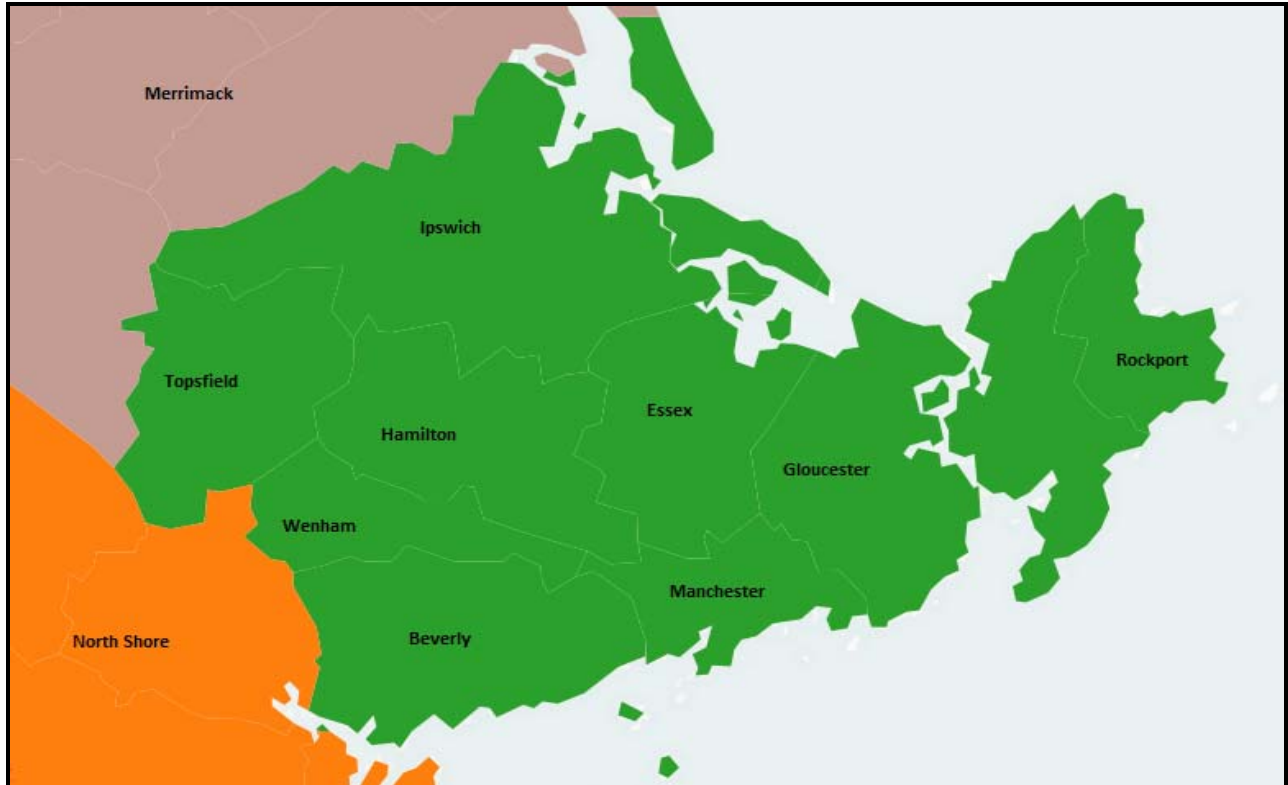 Merrimack
Ipswich
Rockport
Topsfield
Essex
Hamilton
Gloucester
Wenham
Manchester
North Shore
Beverly